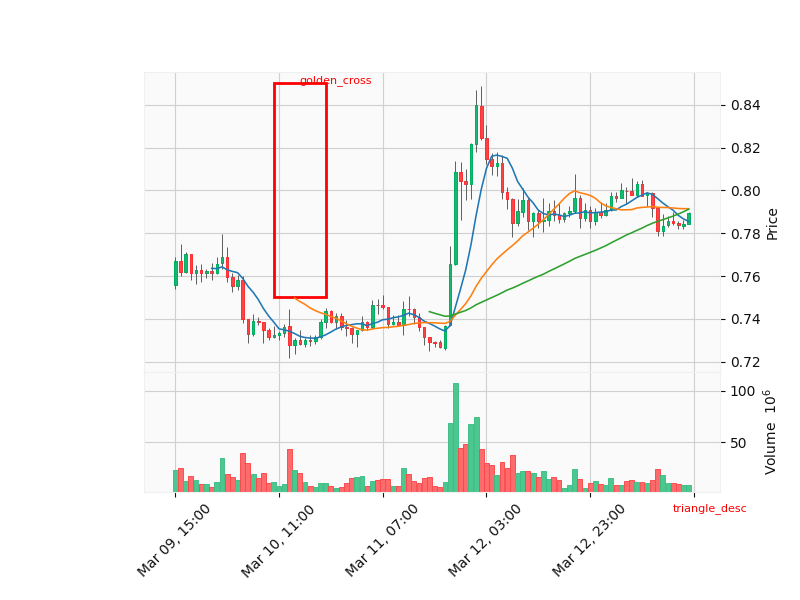 golden_cross
0.84
0.82
0.80
0.78
0.76
0.74
0.72
Price
100
50
Volume 10⁶
triangle_desc
Mar 09, 15:00
Mar 10, 11:00
Mar 11, 07:00
Mar 12, 03:00
Mar 12, 23:00